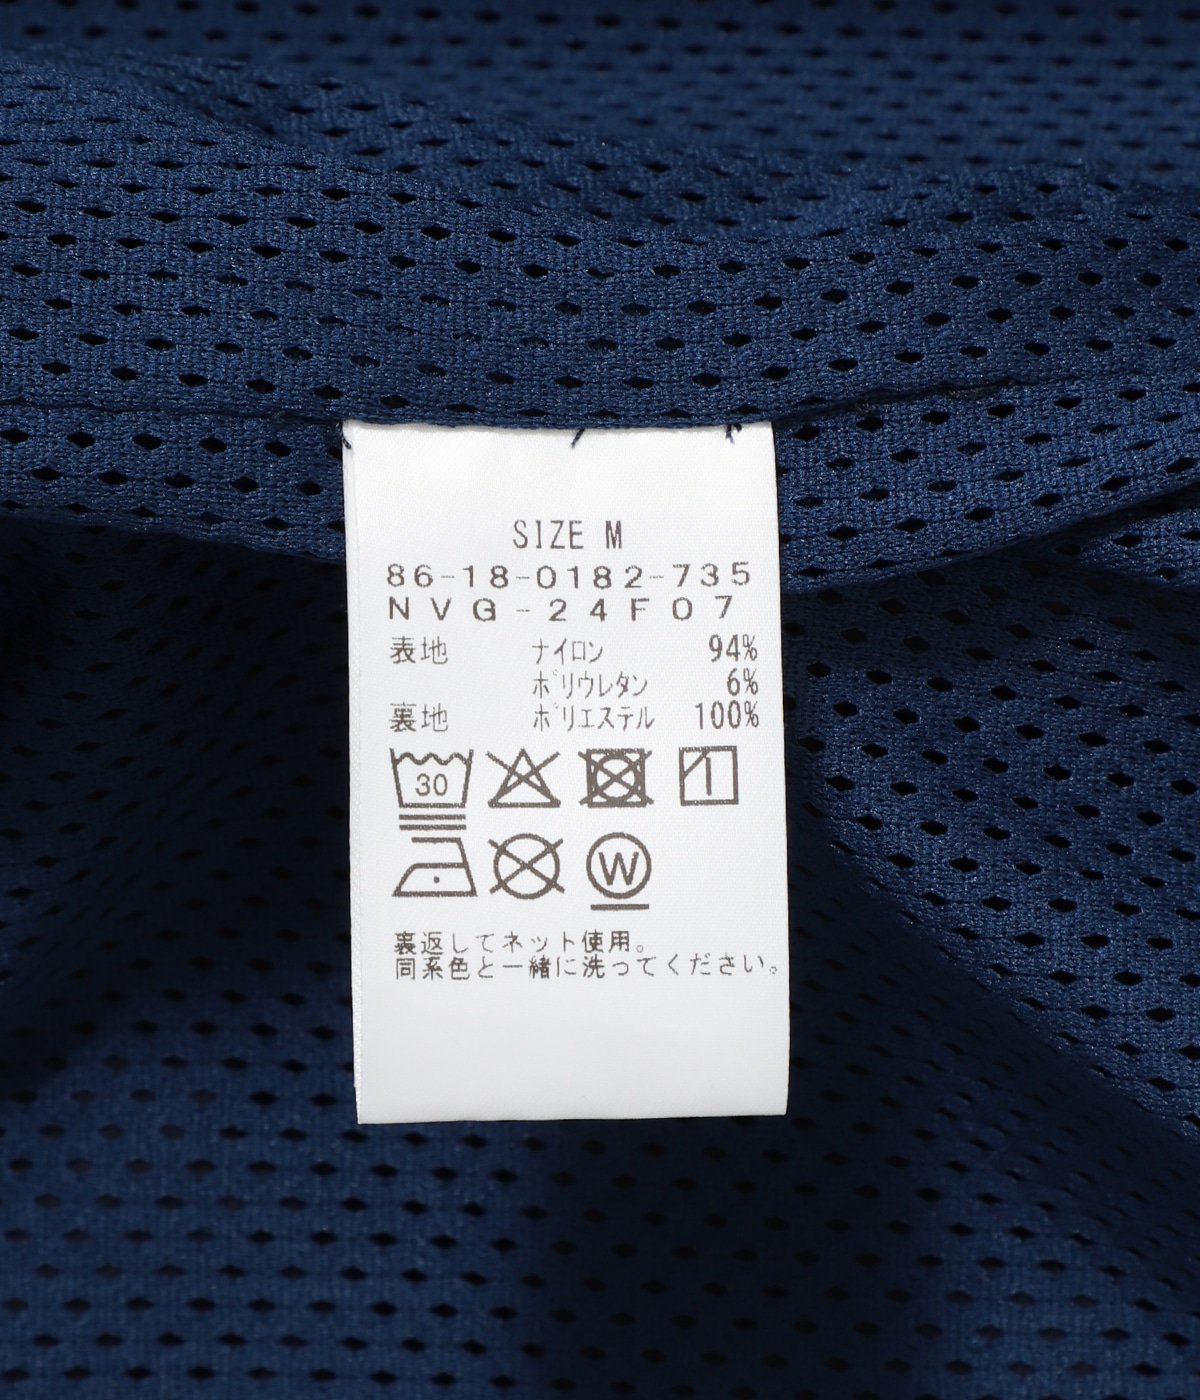 SIZE M
86-18-0182-735
NVG-24F07
表地 ナイロン 94%
ポリウレタン 6%
裏地 ポリエステル 100%
30
W
裏返してネット使用。
同系色と一緒に洗ってください。